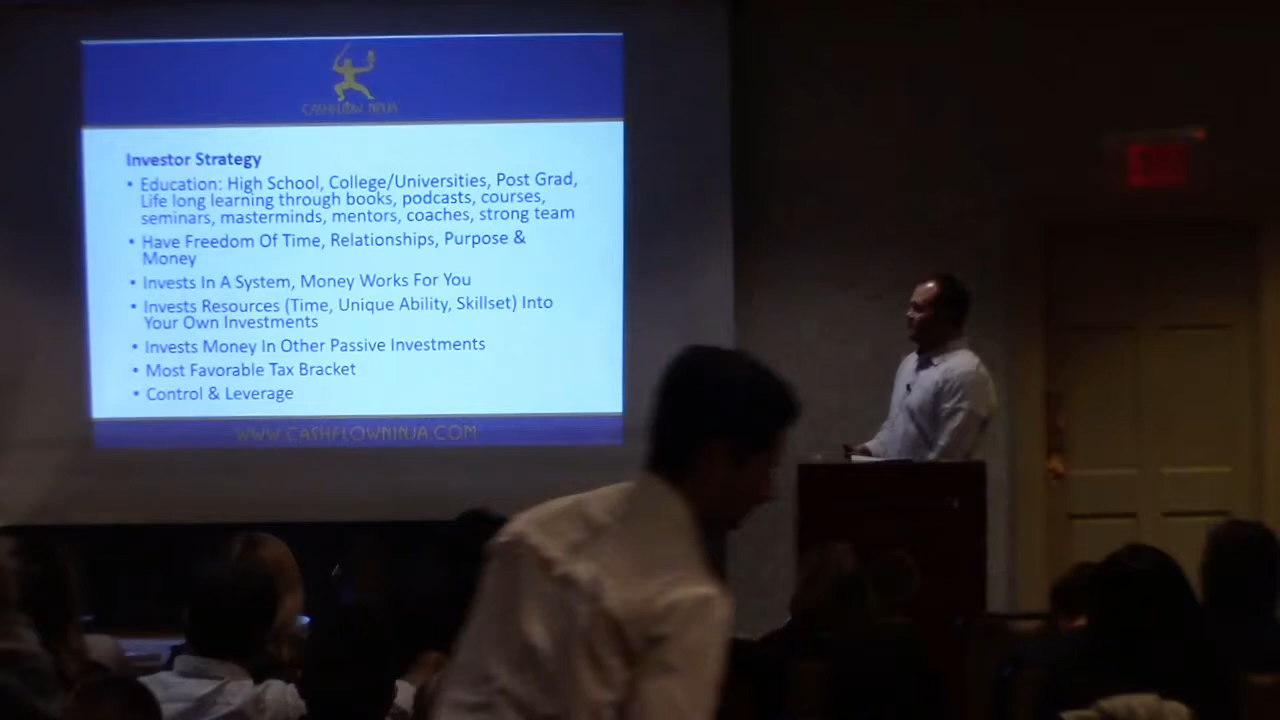 CASHFLOW NINJA
Investor Strategy
• Education: High School, College/Universities, Post Grad,
Life long learning through books, podcasts, courses,
seminars, masterminds, mentors, coaches, strong team
• Have Freedom Of Time, Relationships, Purpose &
Money
• Invests In A System, Money Works For You
• Invests Resources (Time, Unique Ability, Skillset) Into
Your Own Investments
• Invests Money In Other Passive Investments
• Most Favorable Tax Bracket
• Control & Leverage
WWW.CASHFLOWNINJA.COM